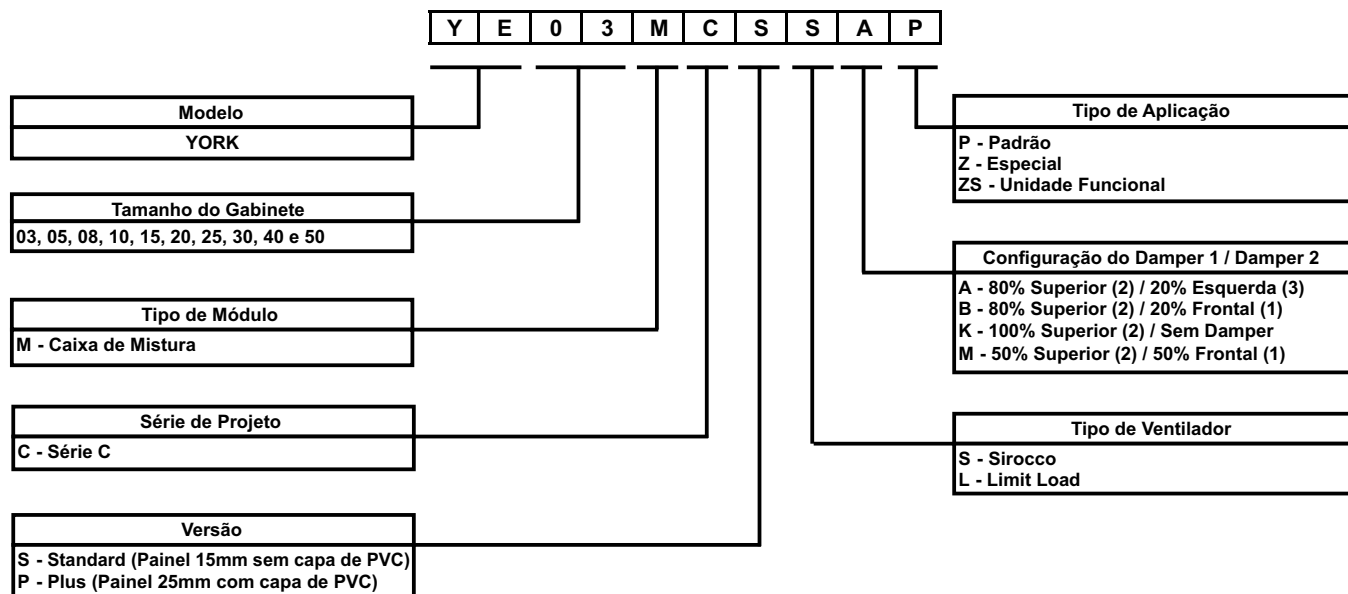 Y E 0 3 M C S S A P
Modelo
YORK
Tamanho do Gabinete
03, 05, 08, 10, 15, 20, 25, 30, 40 e 50
Tipo de Módulo
M - Caixa de Mistura
Série de Projeto
C - Série C
Versão
S - Standard (Painel 15mm sem capa de PVC)
P - Plus (Painel 25mm com capa de PVC)
Tipo de Aplicação
P - Padrão
Z - Especial
ZS - Unidade Funcional
Configuração do Damper 1 / Damper 2
A - 80% Superior (2) / 20% Esquerda (3)
B - 80% Superior (2) / 20% Frontal (1)
K - 100% Superior (2) / Sem Damper
M - 50% Superior (2) / 50% Frontal (1)
Tipo de Ventilador
S - Sirocco
L - Limit Load